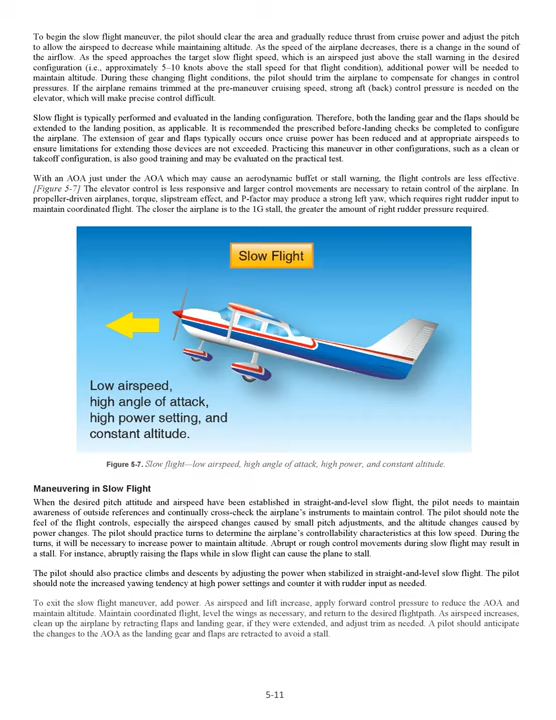 To begin the slow flight maneuver, the pilot should clear the area and gradually reduce thrust from cruise power and adjust the pitch
to allow the airspeed to decrease while maintaining altitude. As the speed of the airplane decreases, there is a change in the sound of
the airflow. As the speed approaches the target slow flight speed, which is an airspeed just above the stall warning in the desired
configuration (i.e., approximately 5–10 knots above the stall speed for that flight condition), additional power will be needed to
maintain altitude. During these changing flight conditions, the pilot should trim the airplane to compensate for changes in control
pressures. If the airplane remains trimmed at the pre-maneuver cruising speed, strong aft (back) control pressure is needed on the
elevator, which will make precise control difficult.
Slow flight is typically performed and evaluated in the landing configuration. Therefore, both the landing gear and the flaps should be
extended to the landing position, as applicable. It is recommended the prescribed before-landing checks be completed to configure
the airplane. The extension of gear and flaps typically occurs once cruise power has been reduced and at appropriate airspeeds to
ensure limitations for extending those devices are not exceeded. Practicing this maneuver in other configurations, such as a clean or
takeoff configuration, is also good training and may be evaluated on the practical test.
With an AOA just under the AOA which may cause an aerodynamic buffet or stall warning, the flight controls are less effective.
[Figure 5-7] The elevator control is less responsive and larger control movements are necessary to retain control of the airplane. In
propeller-driven airplanes, torque, slipstream effect, and P-factor may produce a strong left yaw, which requires right rudder input to
maintain coordinated flight. The closer the airplane is to the 1G stall, the greater the amount of right rudder pressure required.
Slow Flight
Low airspeed,
high angle of attack,
high power setting, and
constant altitude.
Figure 5-7. Slow flight—low airspeed, high angle of attack, high power, and constant altitude.
Maneuvering in Slow Flight
When the desired pitch attitude and airspeed have been established in straight-and-level slow flight, the pilot needs to maintain
awareness of outside references and continually cross-check the airplane's instruments to maintain control. The pilot should note the
feel of the flight controls, especially the airspeed changes caused by small pitch adjustments, and the altitude changes caused by
power changes. The pilot should practice turns to determine the airplane's controllability characteristics at this low speed. During the
turns, it will be necessary to increase power to maintain altitude. Abrupt or rough control movements during slow flight may result in
a stall. For instance, abruptly raising the flaps while in slow flight can cause the plane to stall.
The pilot should also practice climbs and descents by adjusting the power when stabilized in straight-and-level slow flight. The pilot
should note the increased yawing tendency at high power settings and counter it with rudder input as needed.
To exit the slow flight maneuver, add power. As airspeed and lift increase, apply forward control pressure to reduce the AOA and
maintain altitude. Maintain coordinated flight, level the wings as necessary, and return to the desired flightpath. As airspeed increases,
clean up the airplane by retracting flaps and landing gear, if they were extended, and adjust trim as needed. A pilot should anticipate
the changes to the AOA as the landing gear and flaps are retracted to avoid a stall.
5-11